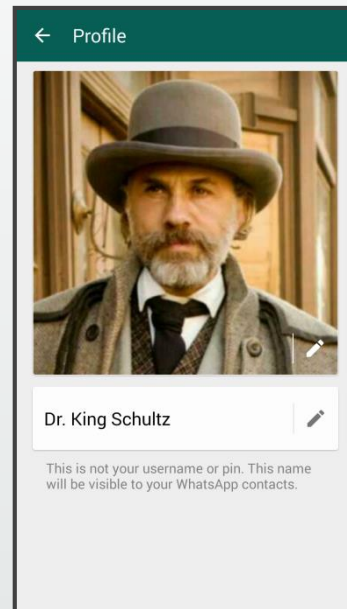 Profile
Dr. King Schultz
This is not your username or pin. This name
will be visible to your WhatsApp contacts.